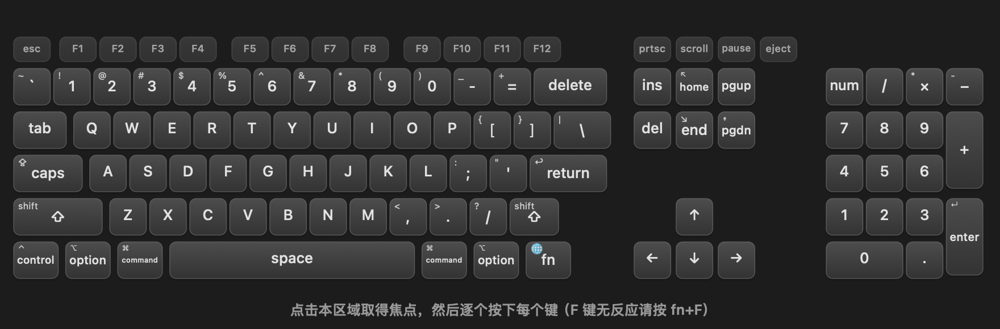 esc F1 F2 F3 F4 F5 F6 F7 F8 F9 F10 F11 F12 prtsc scroll pause eject
~ ` ! 1 @ 2 # 3 $ 4 % 5 ^ 6 & 7 * 8 ( 9 ) 0 _ - + = delete ins ↖ home pgup num / * × - −
tab Q W E R T Y U I O P { [ } ] | \ del ↘ end pgdn 7 8 9 +
⇪ caps A S D F G H J K L : ; " ' ↩ return 4 5 6
shift ⇧ Z X C V B N M < , > . ? / shift ⇧ ↑ 1 2 3 ↵ enter
^ control ⌥ option ⌘ command space ⌘ command ⌥ option fn ← ↓ → 0 .
点击本区域取得焦点，然后逐个按下每个键（F 键无反应请按 fn+F）